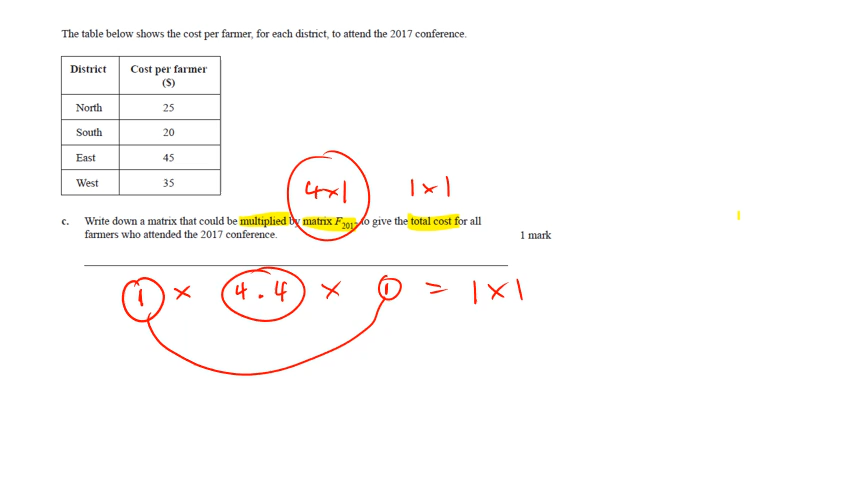 The table below shows the cost per farmer, for each district, to attend the 2017 conference.
District Cost per farmer ($)
North 25
South 20
East 45
West 35
4×1 1×1
c. Write down a matrix that could be multiplied by matrix F2017 to give the total cost for all
farmers who attended the 2017 conference. 1 mark
1 × 4.4 × 1 = 1×1